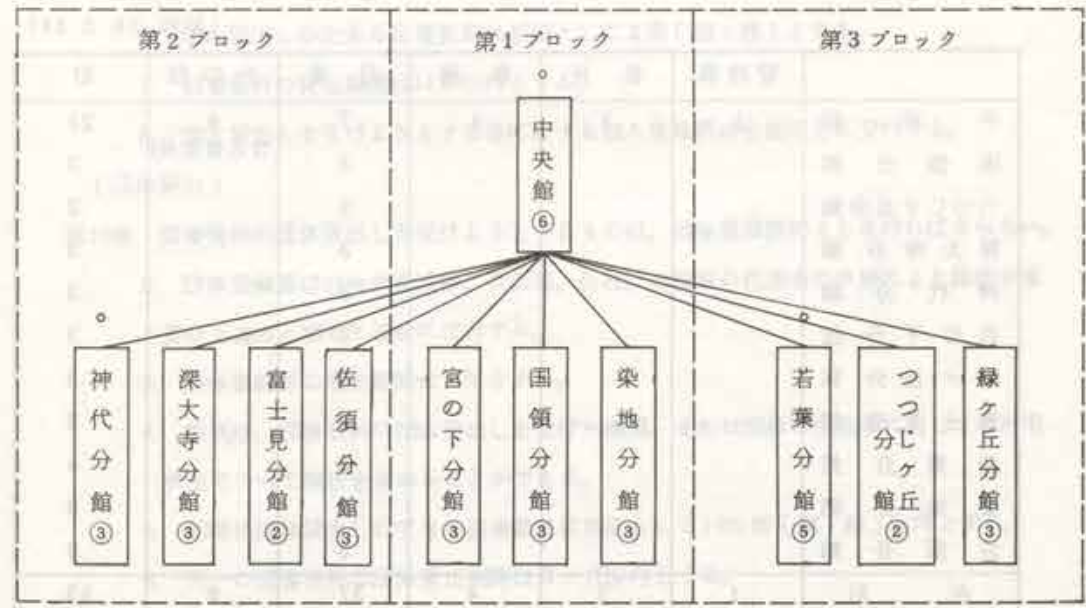 第2ブロック
第1ブロック
第3ブロック
中央館⑥
神代分館③
深大寺分館③
富士見分館②
佐須分館③
宮の下分館③
国領分館③
染地分館③
若葉分館⑤
つつじケ丘
分館②
緑ケ丘分館③